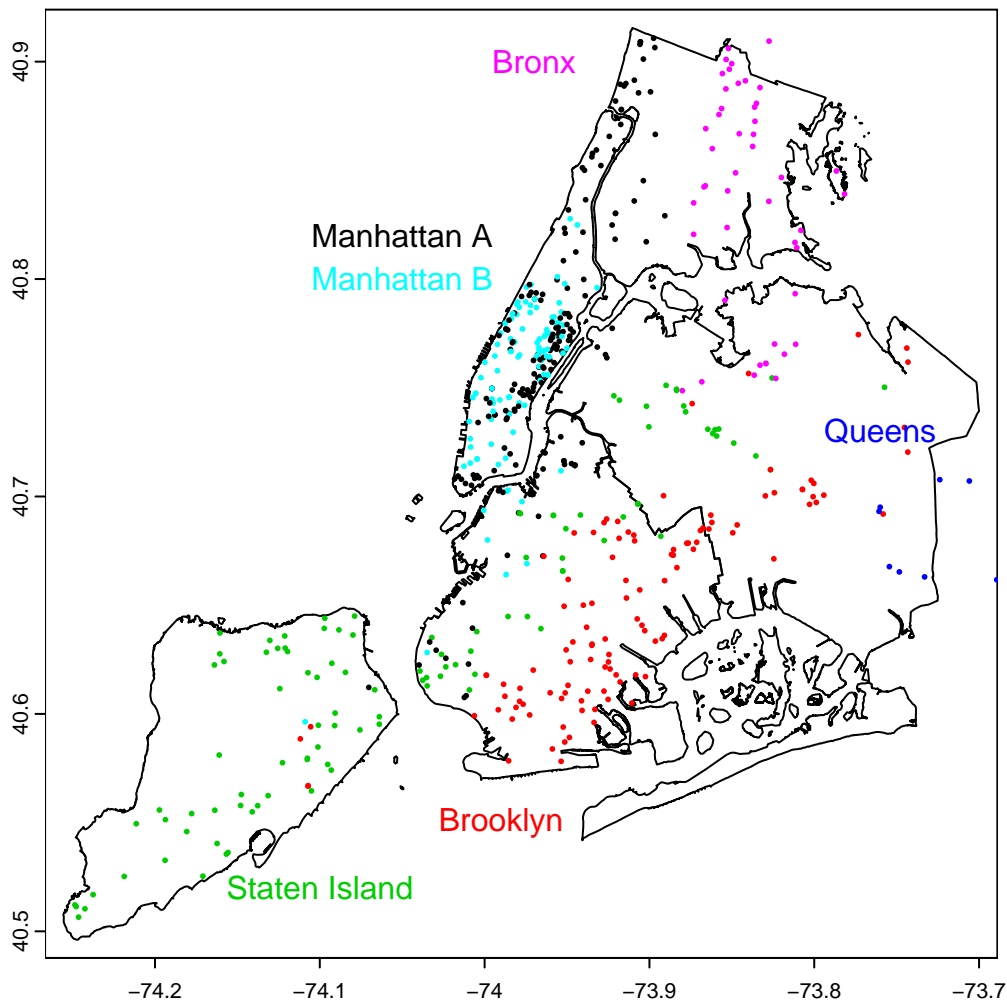 40.9
Bronx
Manhattan A
Manhattan B
40.8
Queens
40.7
40.6
Brooklyn
Staten Island
40.5
−74.2
−74.1
−74
−73.9
−73.8
−73.7